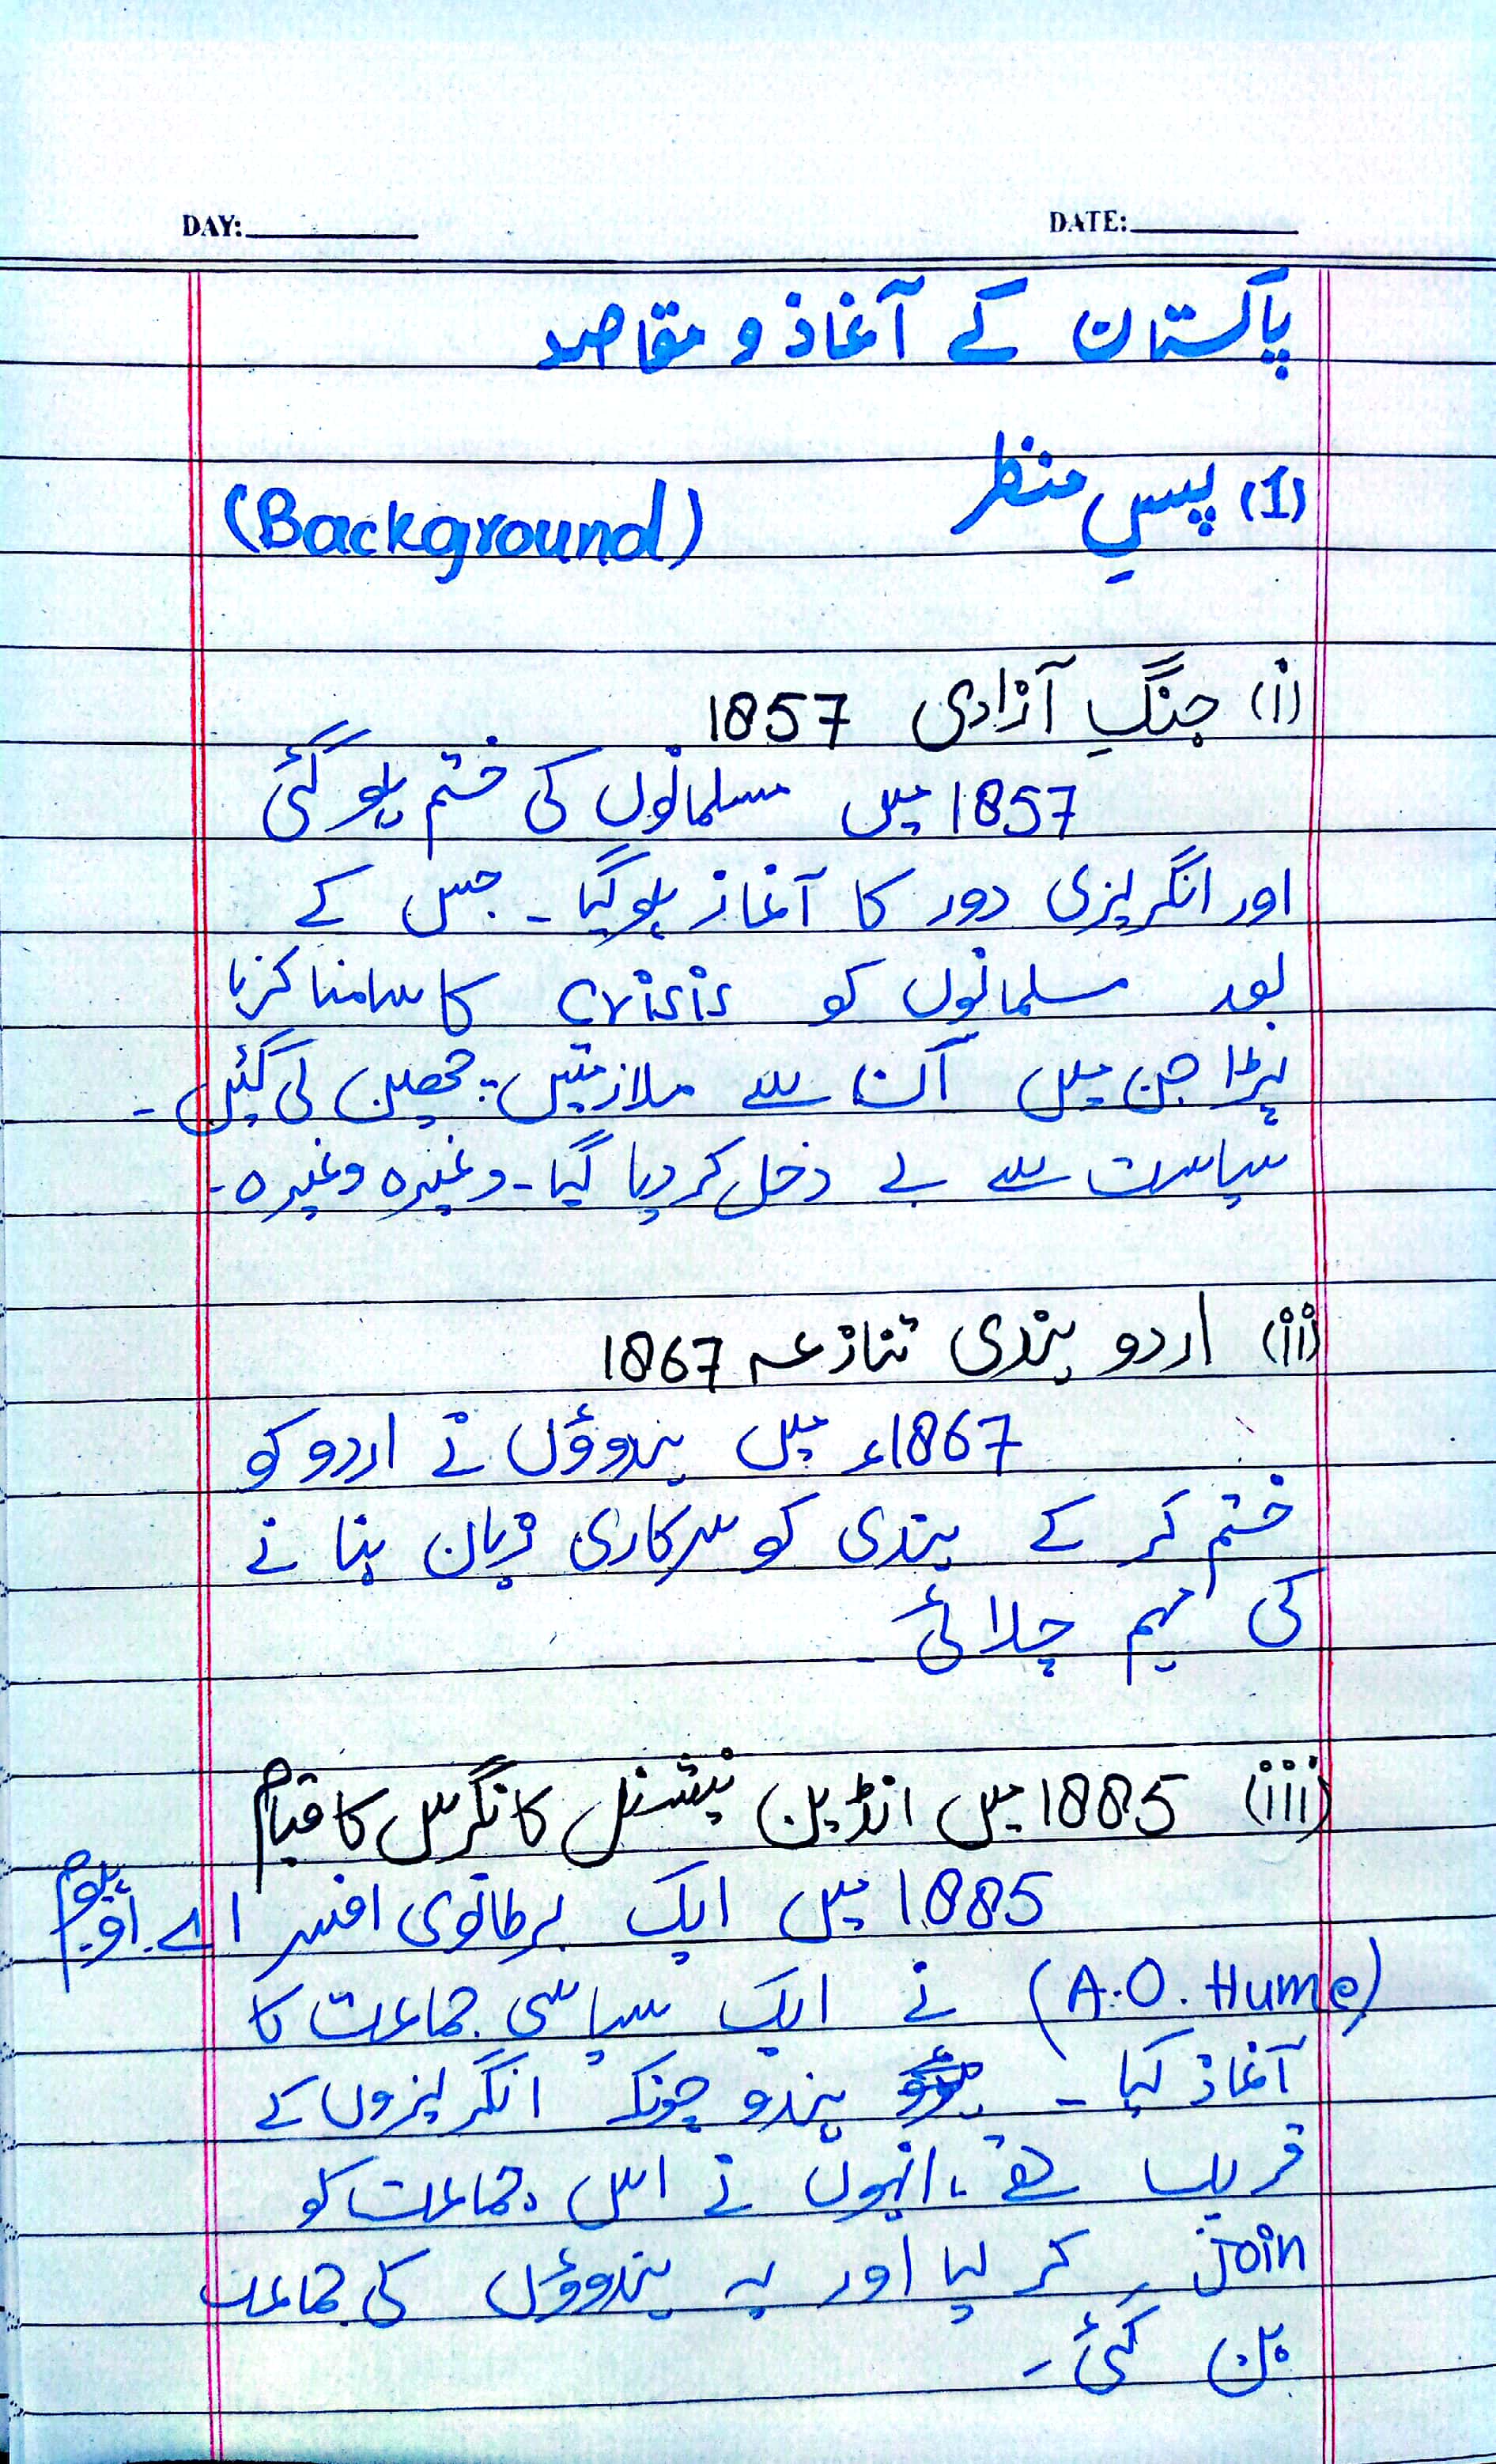 DAY:
DATE:
پاکستان کے آغاذ و مقاصد
(1) پسِ منظر (Background)
(i) جنگِ آزادی 1857
1857 میں مسلمانوں کی ختم ہو گئی
اور انگریزی دور کا آغاز ہوگیا۔ جس کے
بعد مسلمانوں کو crisis کا سامنا کرنا
پڑا جن میں اُن سے ملازمتیں چھین لی گئیں۔
سیاست سے بے دخل کر دیا گیا۔ وغیرہ وغیرہ۔
(ii) اردو ہندی تنازعہ 1867
1867ء میں ہندوؤں نے اردو کو
ختم کر کے ہندی کو سرکاری زبان بنانے
کی مہم چلائی۔
(iii) 1885 میں انڈین نیشنل کانگرس کا قیام
1885 میں ایک برطانوی افسر اے۔او۔ہیوم
(A.O. Hume) نے ایک سیاسی جماعت کا
آغاذ کیا۔ ہندو چونکہ انگریزوں کے
قریب تھے، انہوں نے اس جماعت کو
Join کر لیا اور یہ ہندوؤں کی جماعت
بن گئی۔